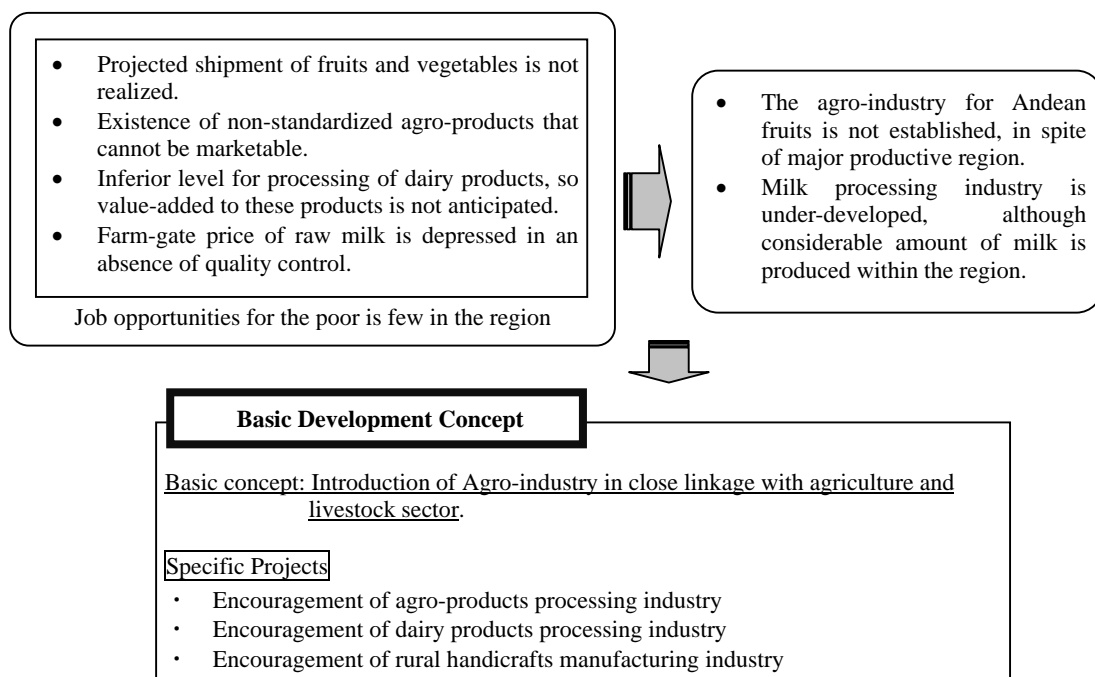 • Projected shipment of fruits and vegetables is not
realized.
• Existence of non-standardized agro-products that
cannot be marketable.
• Inferior level for processing of dairy products, so
value-added to these products is not anticipated.
• Farm-gate price of raw milk is depressed in an
absence of quality control.
Job opportunities for the poor is few in the region
• The agro-industry for Andean
fruits is not established, in spite
of major productive region.
• Milk processing industry is
under-developed, although
considerable amount of milk is
produced within the region.
Basic Development Concept
Basic concept: Introduction of Agro-industry in close linkage with agriculture and
livestock sector.
Specific Projects
・ Encouragement of agro-products processing industry
・ Encouragement of dairy products processing industry
・ Encouragement of rural handicrafts manufacturing industry